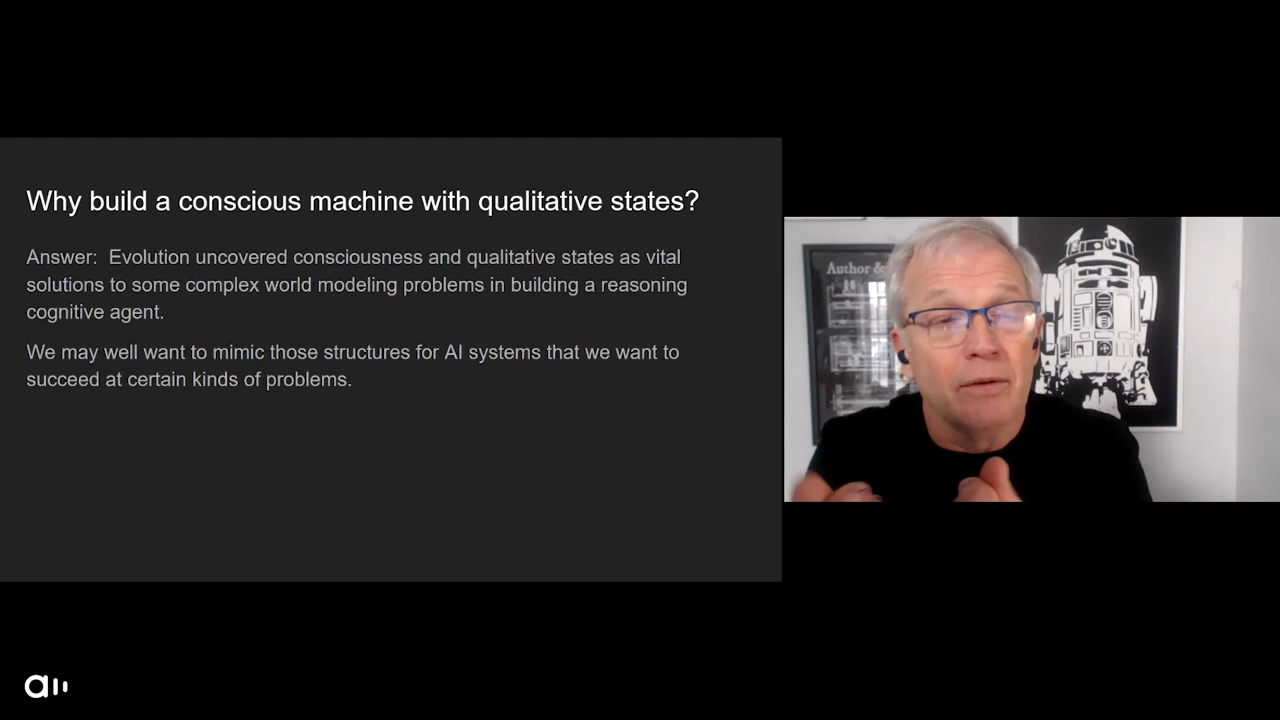 Why build a conscious machine with qualitative states?
Answer:  Evolution uncovered consciousness and qualitative states as vital
solutions to some complex world modeling problems in building a reasoning
cognitive agent.
We may well want to mimic those structures for AI systems that we want to
succeed at certain kinds of problems.
Author &